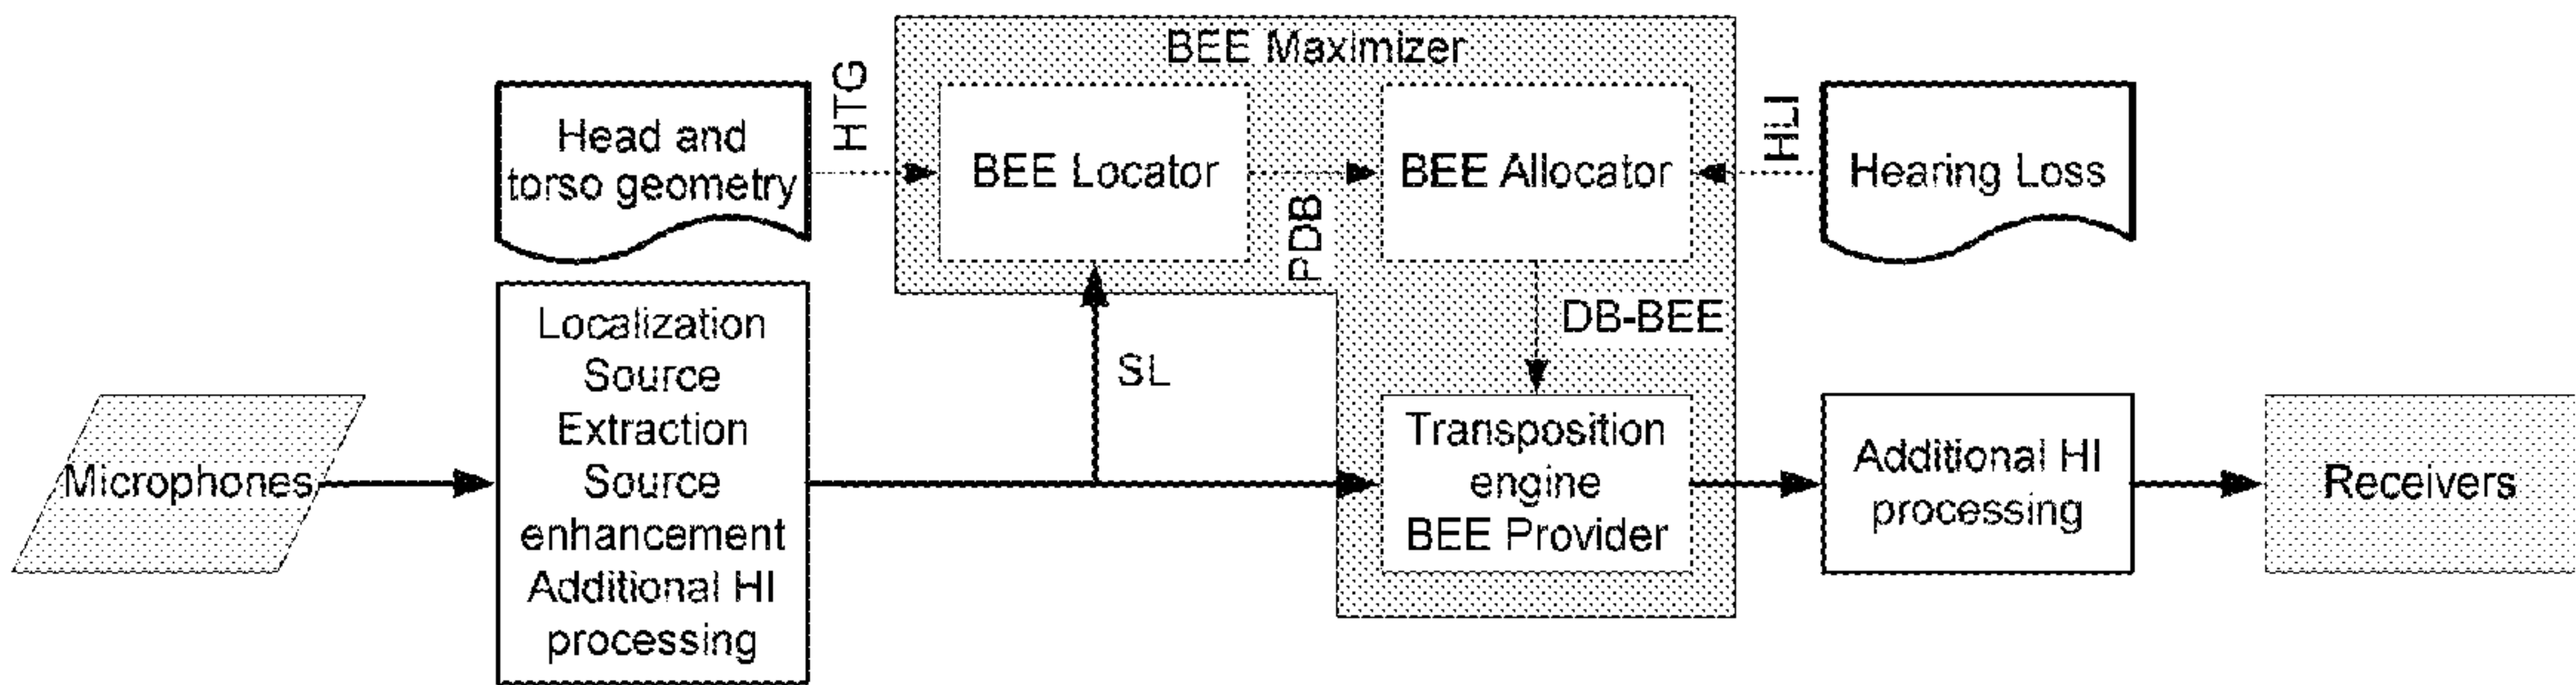 BEE Maximizer
Head and
torso geometry
HTG
BEE Locator
PDB
BEE Allocator
HLI
Hearing Loss
DB-BEE
SL
Microphones
Localization
Source
Extraction
Source
enhancement
Additional HI
processing
Transposition
engine
BEE Provider
Additional HI
processing
Receivers